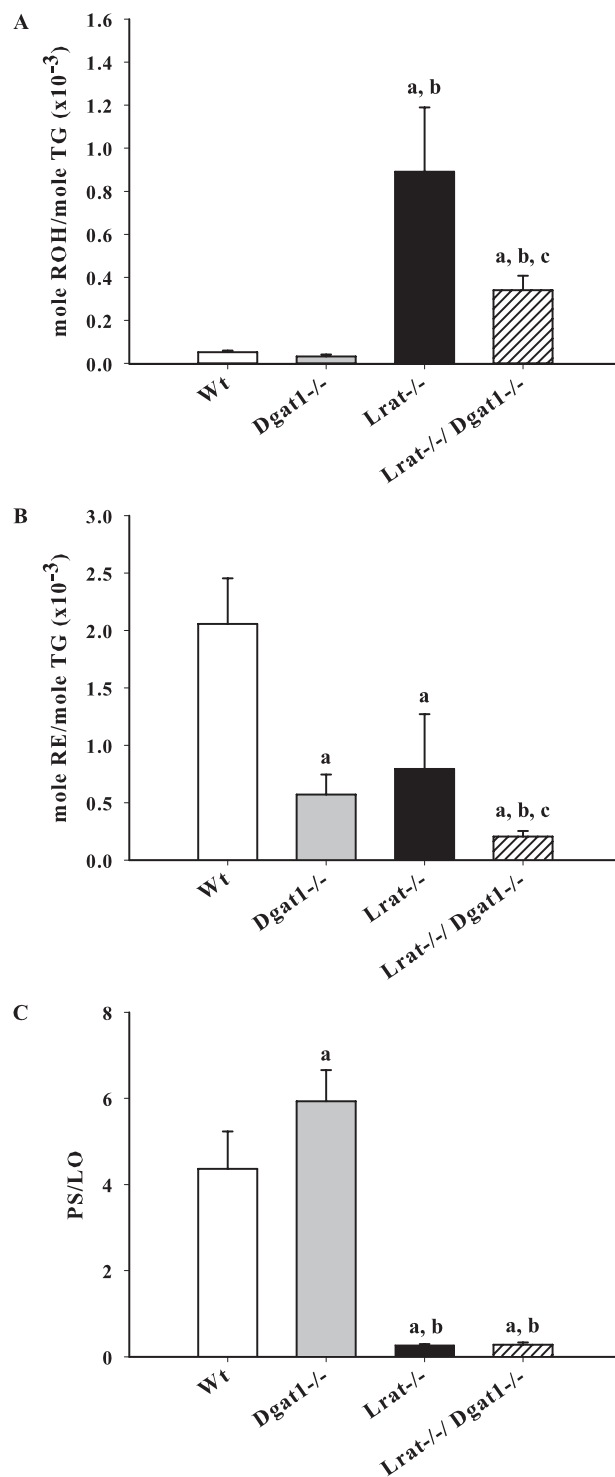 A
mole ROH/mole TG (x10-3)
1.6
1.4
1.2
1.0
0.8
0.6
0.4
0.2
0.0
a, b
a, b, c
Wt
Dgat1-/-
Lrat-/-
Lrat-/-/ Dgat1-/-
B
mole RE/mole TG (x10-3)
3.0
2.5
2.0
1.5
1.0
0.5
0.0
a
a
a, b, c
Wt
Dgat1-/-
Lrat-/-
Lrat-/-/ Dgat1-/-
C
PS/LO
8
6
4
2
0
a
a, b
a, b
Wt
Dgat1-/-
Lrat-/-
Lrat-/-/ Dgat1-/-